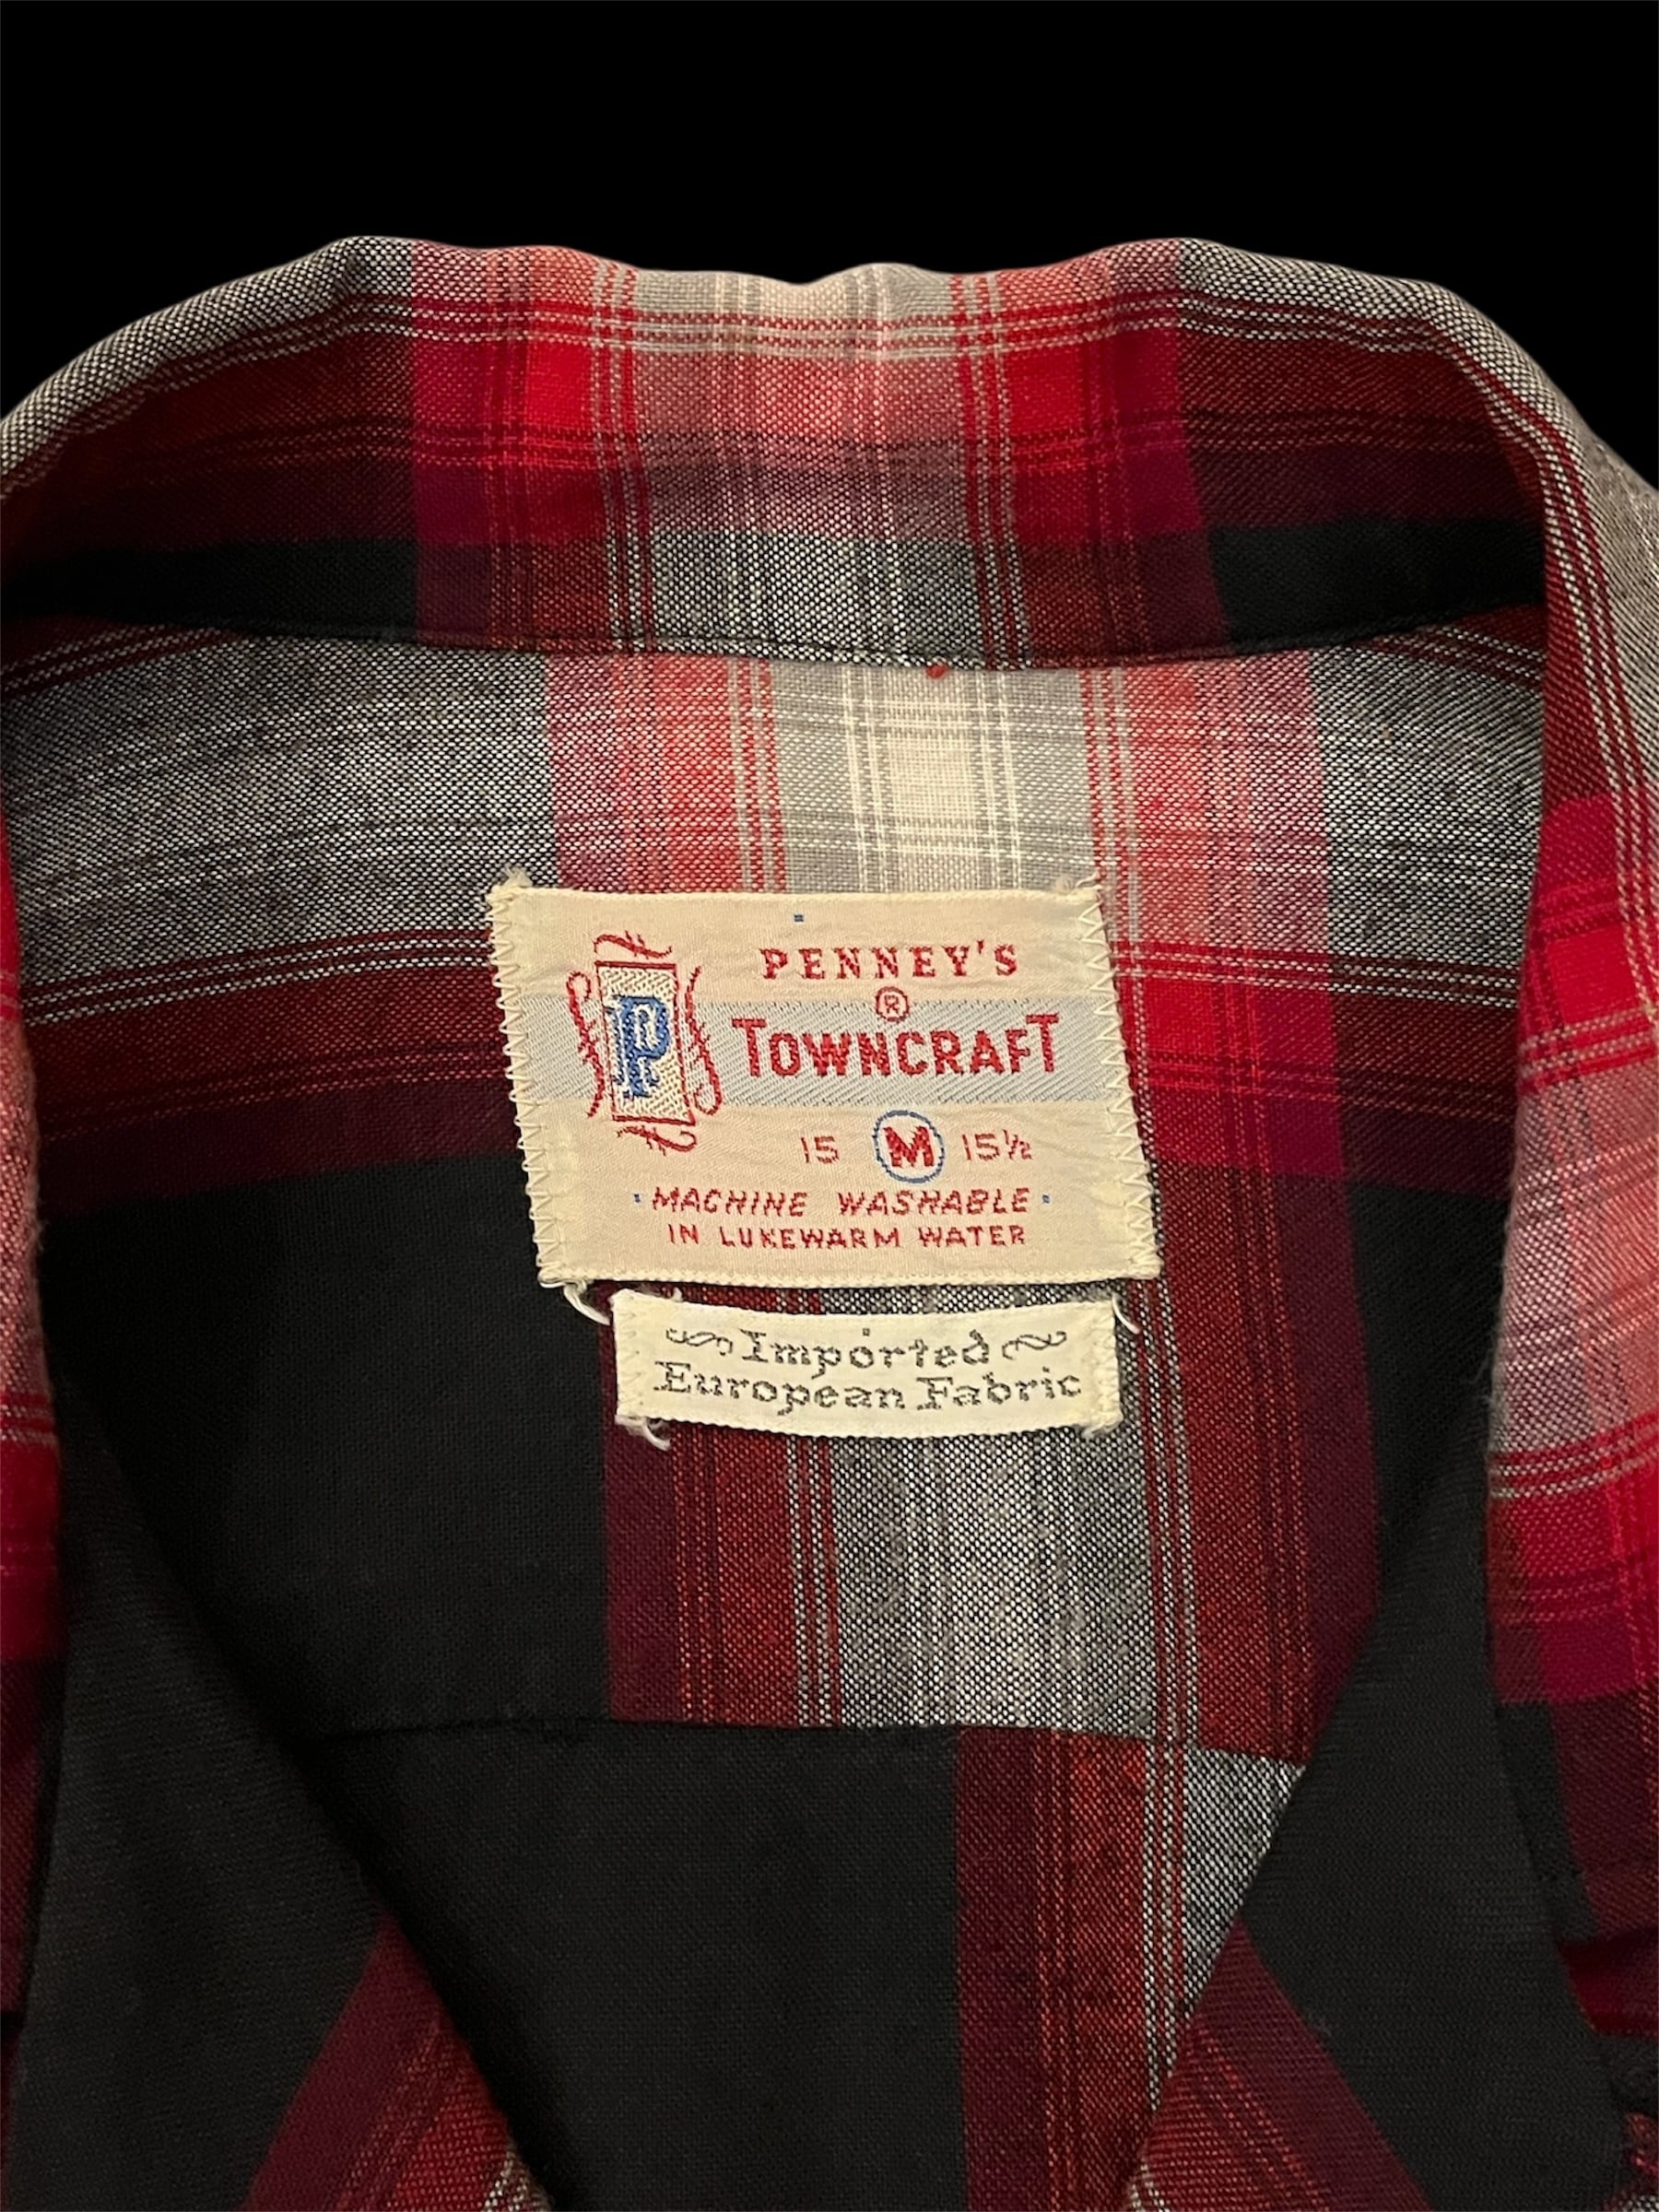 PENNEY'S
®
TOWNCRAFT
P
15 M 15½
· MACHINE WASHABLE ·
IN LUKEWARM WATER
Imported
European Fabric